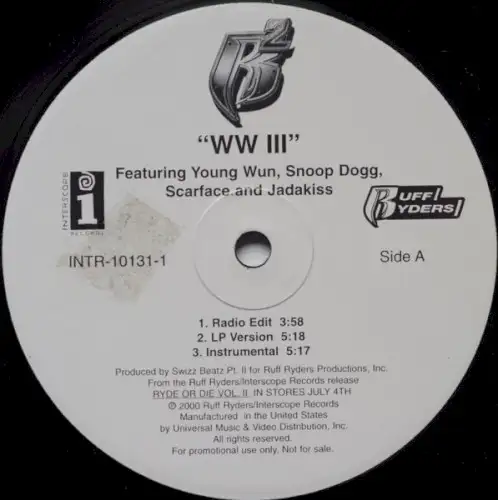 R2
"WW III"
Featuring Young Wun, Snoop Dogg,
Scarface and Jadakiss
INTERSCOPE
RECORDS
i
RUFF
RYDERS
INTR-10131-1
Side A
1. Radio Edit 3:58
2. LP Version 5:18
3. Instrumental 5:17
Produced by Swizz Beatz Pt. II for Ruff Ryders Productions, Inc.
From the Ruff Ryders/Interscope Records release
RYDE OR DIE VOL. II IN STORES JULY 4TH
℗ © 2000 Ruff Ryders/Interscope Records
Manufactured in the United States
by Universal Music & Video Distribution, Inc.
All rights reserved.
For promotional use only. Not for sale.